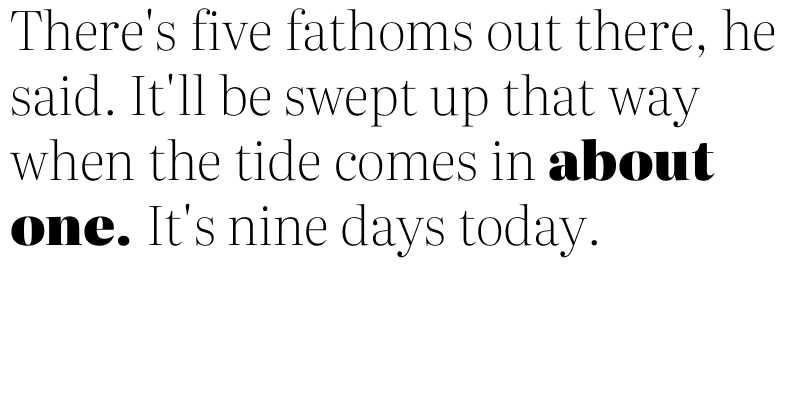 There's five fathoms out there, he
said. It'll be swept up that way
when the tide comes in about
one. It's nine days today.